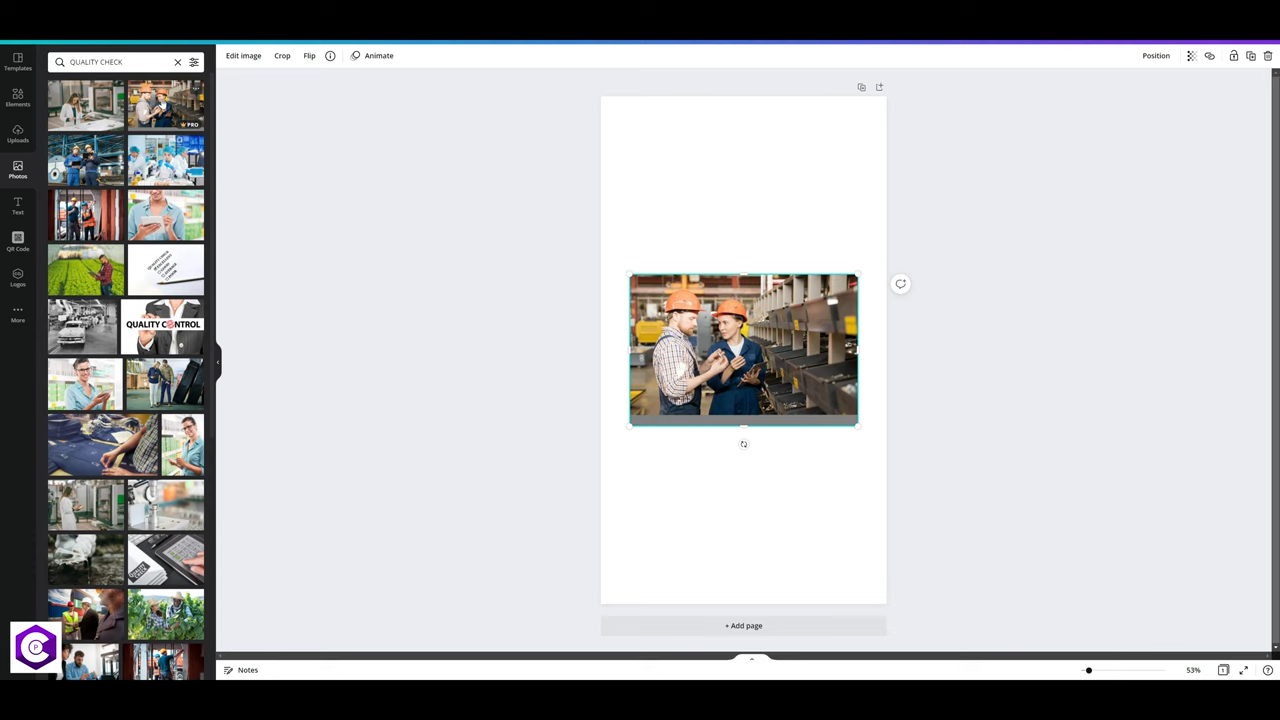 Edit image
Crop
Flip
Animate
Position
Templates
Elements
Uploads
Photos
Text
QR Code
Logos
More
QUALITY CHECK
PRO
QUALITY CONTROL
+ Add page
Notes
53%
1
P